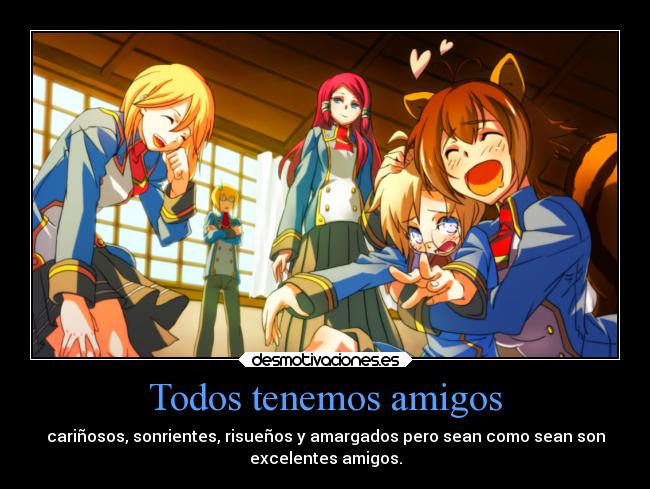 desmotivaciones.es
Todos tenemos amigos
cariñosos, sonrientes, risueños y amargados pero sean como sean son
excelentes amigos.